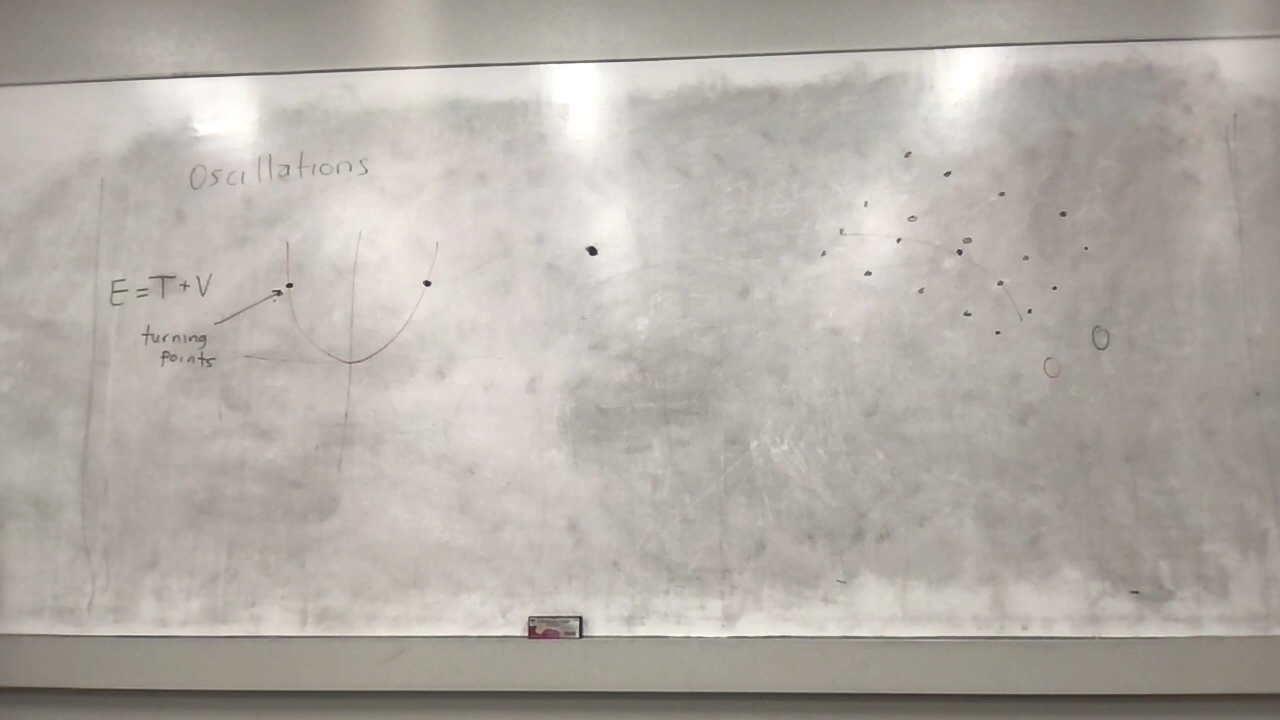 Oscillations
E = T + V
turning
points